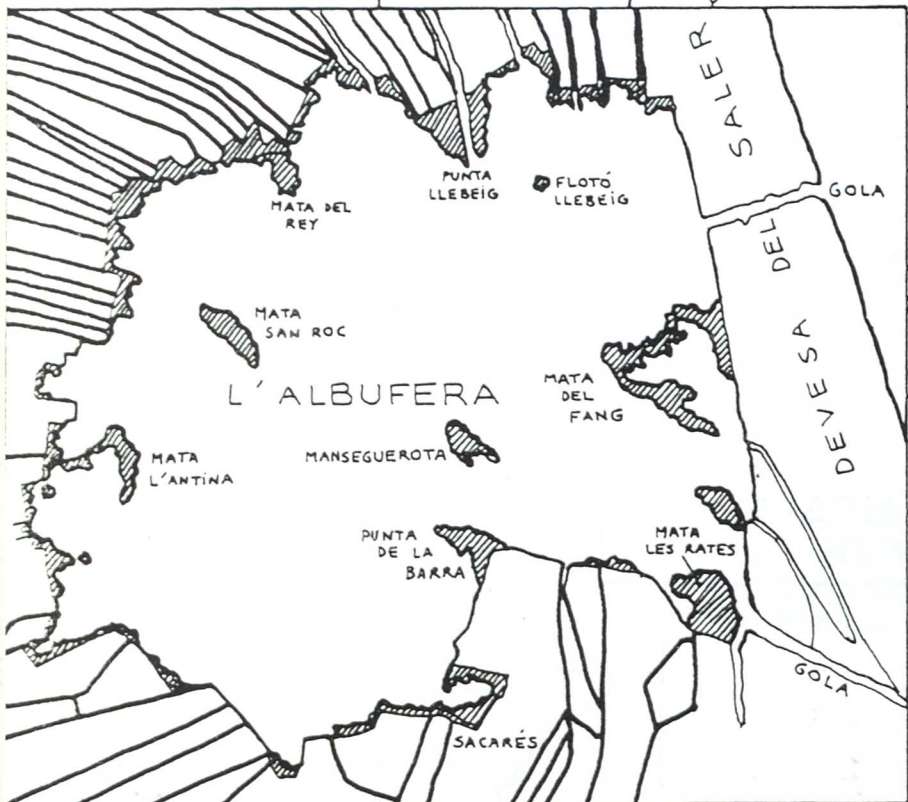 SALER
GOLA
PUNTA
LLEBEIG
FLOTÓ
LLEBEIG
MATA DEL
REY
DEVESA DEL
MATA
SAN ROC
L'ALBUFERA
MATA
DEL
FANG
MATA
L'ANTINA
MANSEGUEROTA
PUNTA
DE LA
BARRA
MATA
LES RATES
GOLA
SACARÉS